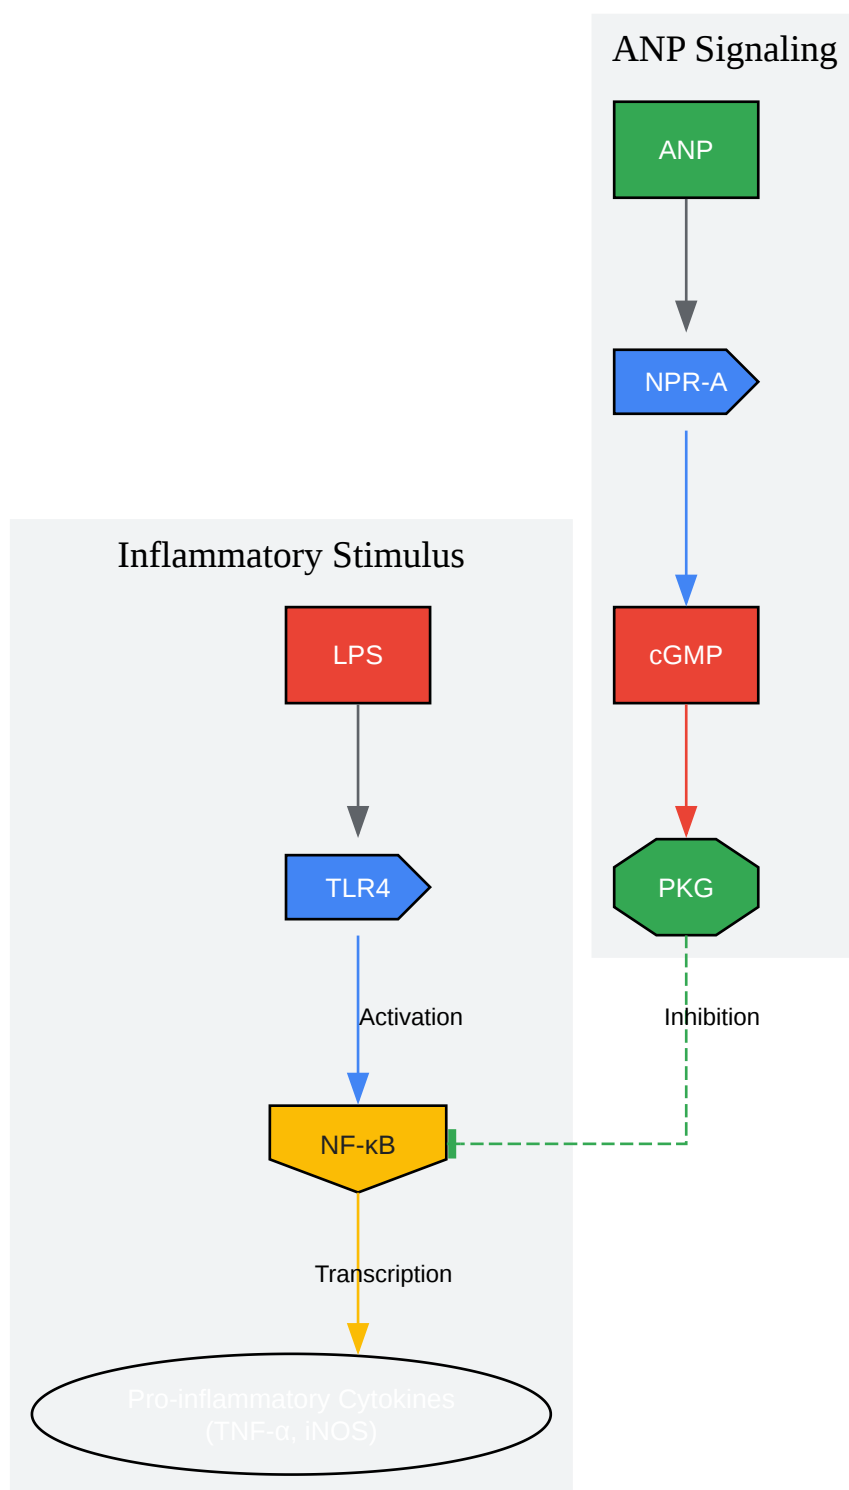 ANP Signaling
ANP
NPR-A
Inflammatory Stimulus
LPS
cGMP
TLR4
PKG
Activation
Inhibition
NF-κB
Transcription
Pro-inflammatory Cytokines
(TNF-α, iNOS)